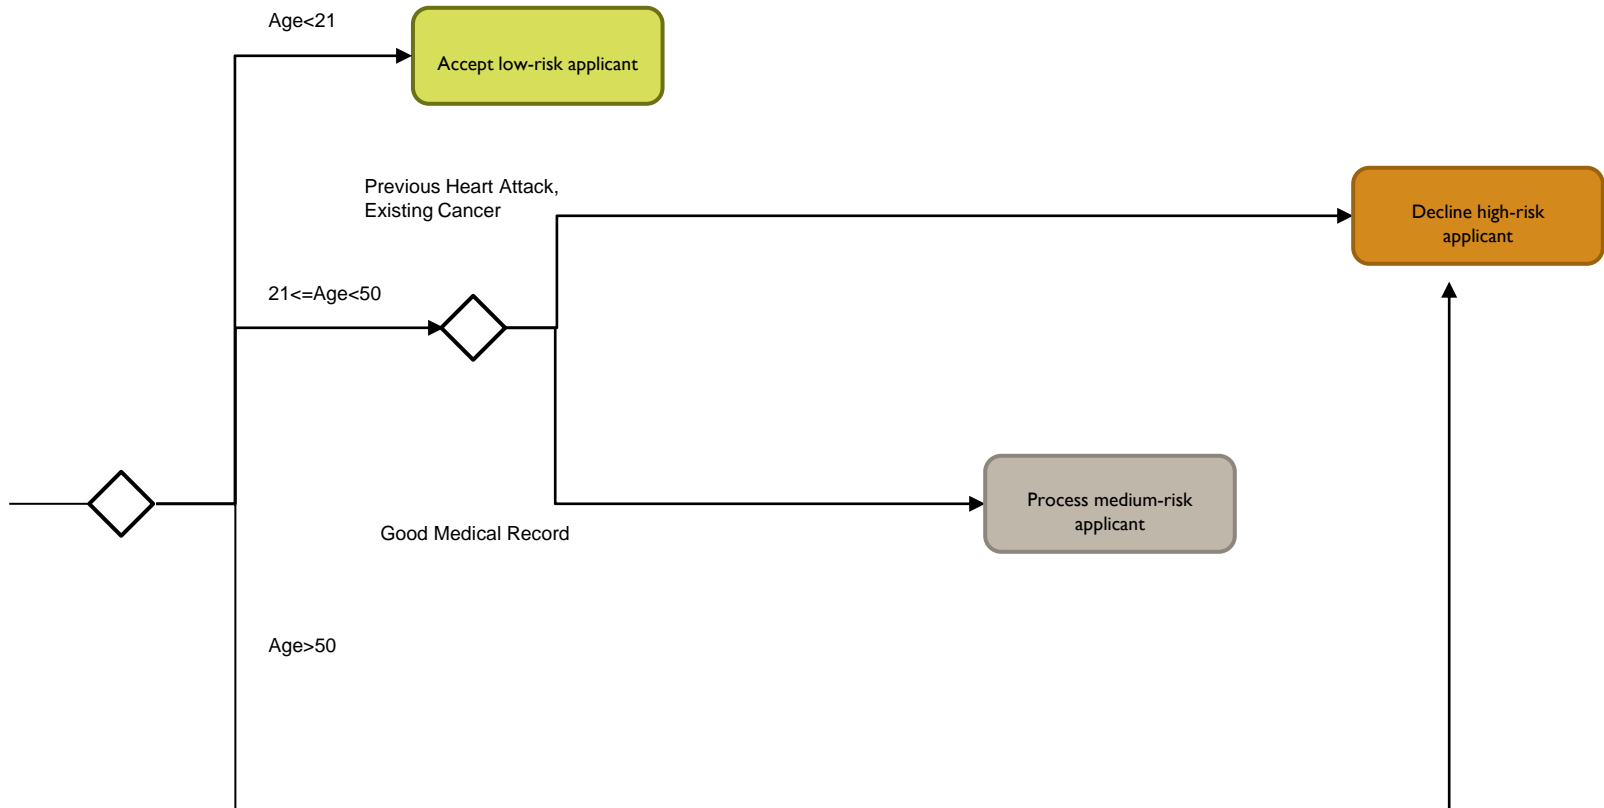 Age<21
Accept low-risk applicant
Previous Heart Attack,
Existing Cancer
Decline high-risk
applicant
21<=Age<50
Process medium-risk
applicant
Good Medical Record
Age>50